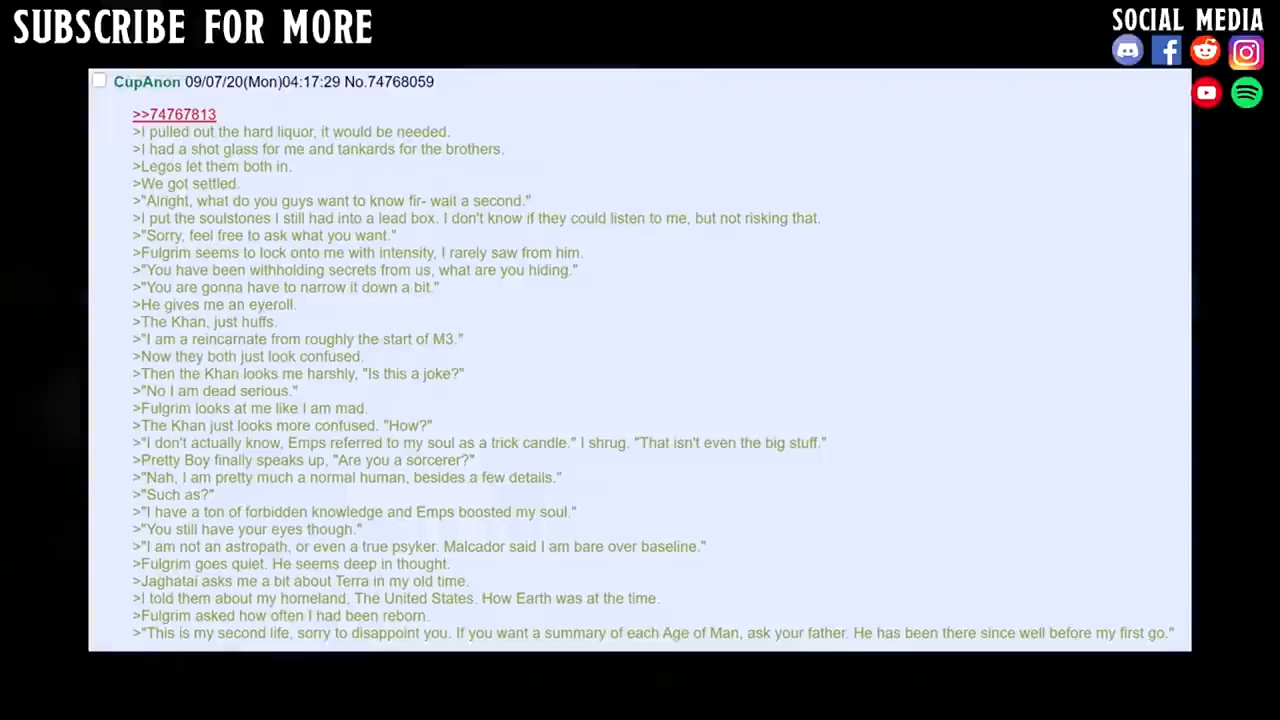 SUBSCRIBE FOR MORE
SOCIAL MEDIA
CupAnon 09/07/20(Mon)04:17:29 No.74768059
>>74767813
>I pulled out the hard liquor, it would be needed.
>I had a shot glass for me and tankards for the brothers.
>Legos let them both in.
>We got settled.
>"Alright, what do you guys want to know fir- wait a second."
>I put the soulstones I still had into a lead box. I don't know if they could listen to me, but not risking that.
>"Sorry, feel free to ask what you want."
>Fulgrim seems to lock onto me with intensity, I rarely saw from him.
>"You have been withholding secrets from us, what are you hiding."
>"You are gonna have to narrow it down a bit."
>He gives me an eyeroll.
>The Khan, just huffs.
>"I am a reincarnate from roughly the start of M3."
>Now they both just look confused.
>Then the Khan looks me harshly, "Is this a joke?"
>"No I am dead serious."
>Fulgrim looks at me like I am mad.
>The Khan just looks more confused. "How?"
>"I don't actually know, Emps referred to my soul as a trick candle." I shrug. "That isn't even the big stuff."
>Pretty Boy finally speaks up, "Are you a sorcerer?"
>"Nah, I am pretty much a normal human, besides a few details."
>"Such as?"
>"I have a ton of forbidden knowledge and Emps boosted my soul."
>"You still have your eyes though."
>"I am not an astropath, or even a true psyker. Malcador said I am bare over baseline."
>Fulgrim goes quiet. He seems deep in thought.
>Jaghatai asks me a bit about Terra in my old time.
>I told them about my homeland, The United States. How Earth was at the time.
>Fulgrim asked how often I had been reborn.
>"This is my second life, sorry to disappoint you. If you want a summary of each Age of Man, ask your father. He has been there since well before my first go."